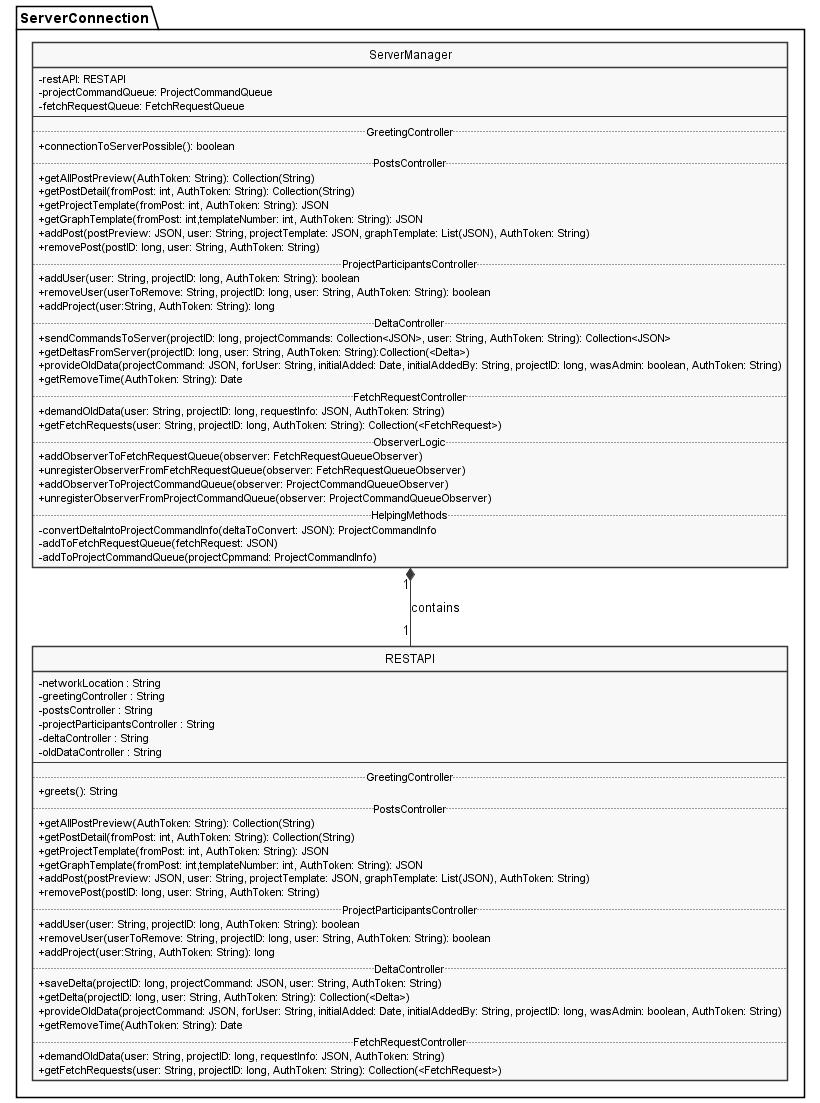 ServerConnection
ServerManager
-restAPI: RESTAPI
-projectCommandQueue: ProjectCommandQueue
-fetchRequestQueue: FetchRequestQueue
GreetingController
+connectionToServerPossible(): boolean
PostsController
+getAllPostPreview(AuthToken: String): Collection(String)
+getPostDetail(fromPost: int, AuthToken: String): Collection(String)
+getProjectTemplate(fromPost: int, AuthToken: String): JSON
+getGraphTemplate(fromPost: int,templateNumber: int, AuthToken: String): JSON
+addPost(postPreview: JSON, user: String, projectTemplate: JSON, graphTemplate: List(JSON), AuthToken: String)
+removePost(postID: long, user: String, AuthToken: String)
ProjectParticipantsController
+addUser(user: String, projectID: long, AuthToken: String): boolean
+removeUser(userToRemove: String, projectID: long, user: String, AuthToken: String): boolean
+addProject(user:String, AuthToken: String): long
DeltaController
+sendCommandsToServer(projectID: long, projectCommands: Collection<JSON>, user: String, AuthToken: String): Collection<JSON>
+getDeltasFromServer(projectID: long, user: String, AuthToken: String):Collection(<Delta>)
+provideOldData(projectCommand: JSON, forUser: String, initialAdded: Date, initialAddedBy: String, projectID: long, wasAdmin: boolean, AuthToken: String)
+getRemoveTime(AuthToken: String): Date
FetchRequestController
+demandOldData(user: String, projectID: long, requestInfo: JSON, AuthToken: String)
+getFetchRequests(user: String, projectID: long, AuthToken: String): Collection(<FetchRequest>)
ObserverLogic
+addObserverToFetchRequestQueue(observer: FetchRequestQueueObserver)
+unregisterObserverFromFetchRequestQueue(observer: FetchRequestQueueObserver)
+addObserverToProjectCommandQueue(observer: ProjectCommandQueueObserver)
+unregisterObserverFromProjectCommandQueue(observer: ProjectCommandQueueObserver)
HelpingMethods
-convertDeltaIntoProjectCommandInfo(deltaToConvert: JSON): ProjectCommandInfo
-addToFetchRequestQueue(fetchRequest: JSON)
-addToProjectCommandQueue(projectCpmmand: ProjectCommandInfo)
1
contains
1
RESTAPI
-networkLocation : String
-greetingController : String
-postsController : String
-projectParticipantsController : String
-deltaController : String
-oldDataController : String
GreetingController
+greets(): String
PostsController
+getAllPostPreview(AuthToken: String): Collection(String)
+getPostDetail(fromPost: int, AuthToken: String): Collection(String)
+getProjectTemplate(fromPost: int, AuthToken: String): JSON
+getGraphTemplate(fromPost: int,templateNumber: int, AuthToken: String): JSON
+addPost(postPreview: JSON, user: String, projectTemplate: JSON, graphTemplate: List(JSON), AuthToken: String)
+removePost(postID: long, user: String, AuthToken: String)
ProjectParticipantsController
+addUser(user: String, projectID: long, AuthToken: String): boolean
+removeUser(userToRemove: String, projectID: long, user: String, AuthToken: String): boolean
+addProject(user:String, AuthToken: String): long
DeltaController
+saveDelta(projectID: long, projectCommand: JSON, user: String, AuthToken: String)
+getDelta(projectID: long, user: String, AuthToken: String): Collection(<Delta>)
+provideOldData(projectCommand: JSON, forUser: String, initialAdded: Date, initialAddedBy: String, projectID: long, wasAdmin: boolean, AuthToken: String)
+getRemoveTime(AuthToken: String): Date
FetchRequestController
+demandOldData(user: String, projectID: long, requestInfo: JSON, AuthToken: String)
+getFetchRequests(user: String, projectID: long, AuthToken: String): Collection(<FetchRequest>)